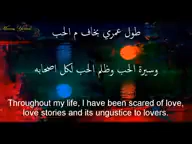 طول عمري بخاف م الحب
وسيرة الحب وظلم الحب لكل اصحابه
Throughout my life, I have been scared of love,
love stories and its ungustice to lovers.